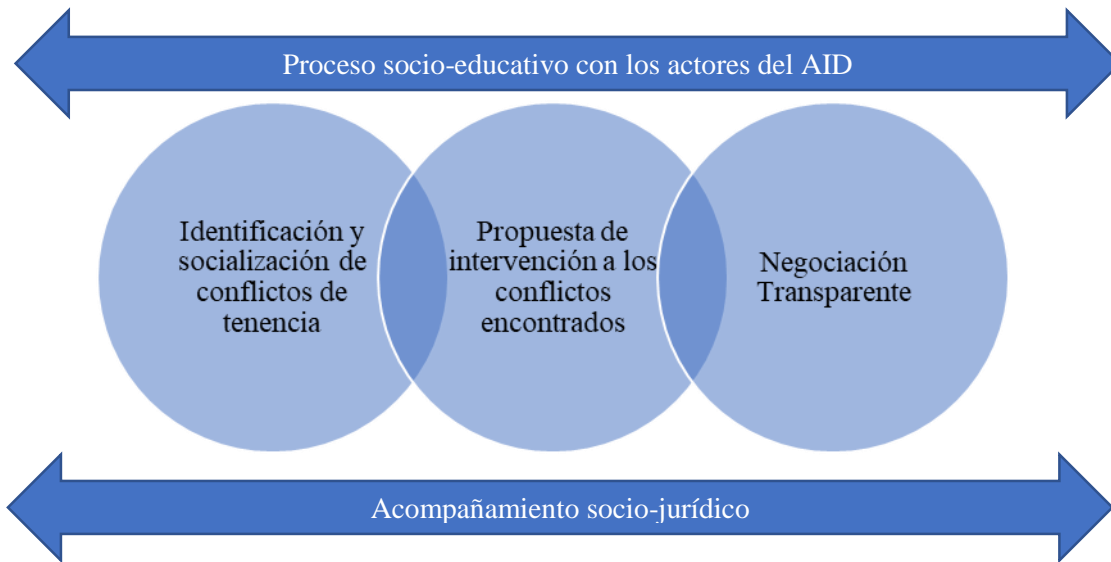 Proceso socio-educativo con los actores del AID
Identificación y
socialización de
conflictos de
tenencia
Propuesta de
intervención a los
conflictos
encontrados
Negociación
Transparente
Acompañamiento socio-jurídico